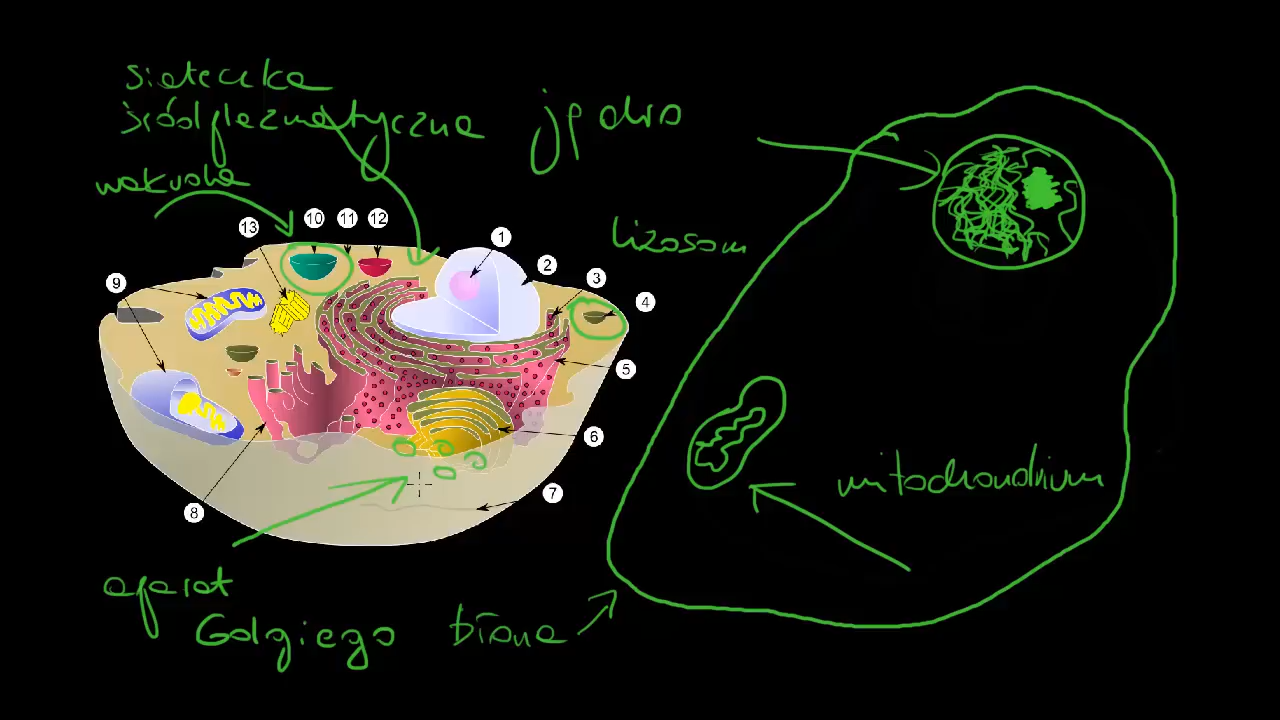 siateczka
śródplazmatyczna
jądro
wakuola
10 11 12
13
1
lizosom
2
3
9
4
5
6
mitochondrium
7
8
aparat
Golgiego
błona